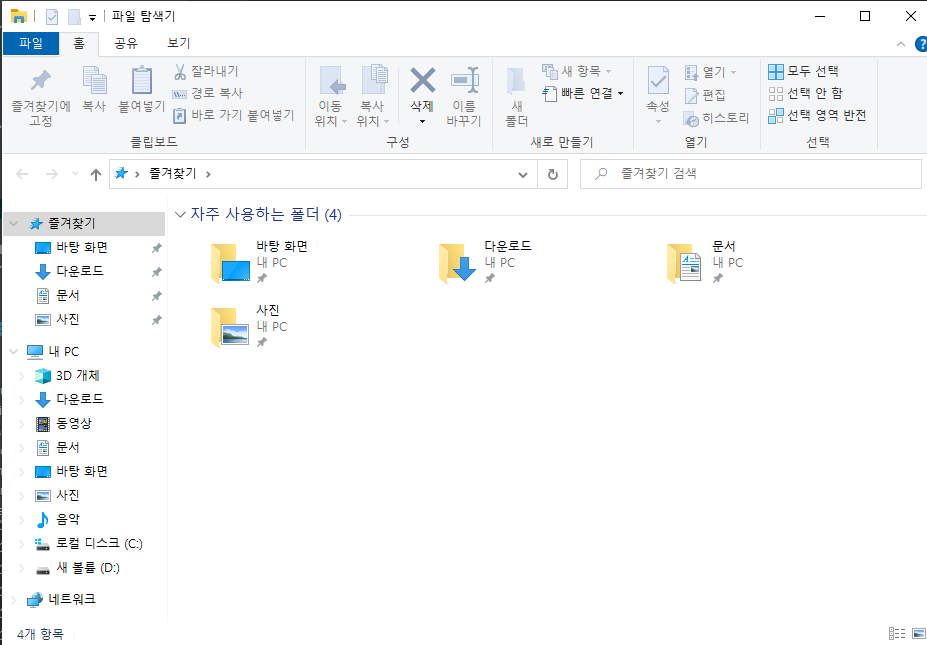 파일 탐색기
파일 홈 공유 보기
즐겨찾기에 고정
복사
붙여넣기
잘라내기
경로 복사
바로 가기 붙여넣기
클립보드
이동 위치
복사 위치
삭제
이름 바꾸기
구성
새 폴더
새 항목
빠른 연결
새로 만들기
속성
열기
편집
히스토리
열기
모두 선택
선택 안 함
선택 영역 반전
선택
즐겨찾기
즐겨찾기 검색
즐겨찾기
바탕 화면
다운로드
문서
사진
내 PC
3D 개체
다운로드
동영상
문서
바탕 화면
사진
음악
로컬 디스크 (C:)
새 볼륨 (D:)
네트워크
자주 사용하는 폴더 (4)
바탕 화면
내 PC
다운로드
내 PC
문서
내 PC
사진
내 PC
4개 항목